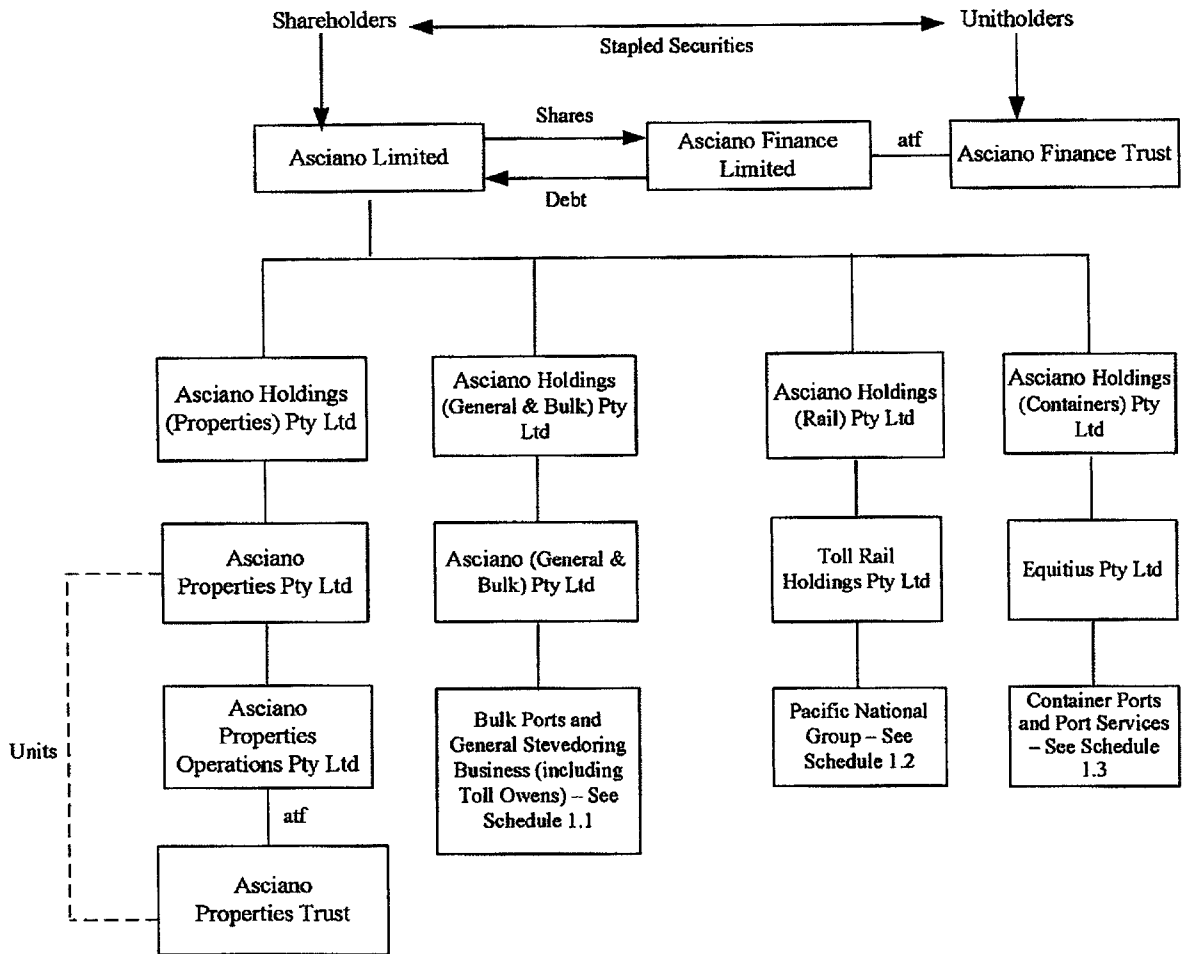 Shareholders
Unitholders
Stapled Securities
Shares
Asciano Limited
Asciano Finance
Limited
atf
Asciano Finance Trust
Debt
Asciano Holdings
(Properties) Pty Ltd
Asciano Holdings
(General & Bulk) Pty
Ltd
Asciano Holdings
(Rail) Pty Ltd
Asciano Holdings
(Containers) Pty
Ltd
Asciano
Properties Pty Ltd
Asciano (General &
Bulk) Pty Ltd
Toll Rail
Holdings Pty Ltd
Equitius Pty Ltd
Units
Asciano
Properties
Operations Pty Ltd
Bulk Ports and
General Stevedoring
Business (including
Toll Owens) – See
Schedule 1.1
Pacific National
Group – See
Schedule 1.2
Container Ports
and Port Services
– See Schedule
1.3
atf
Asciano
Properties Trust